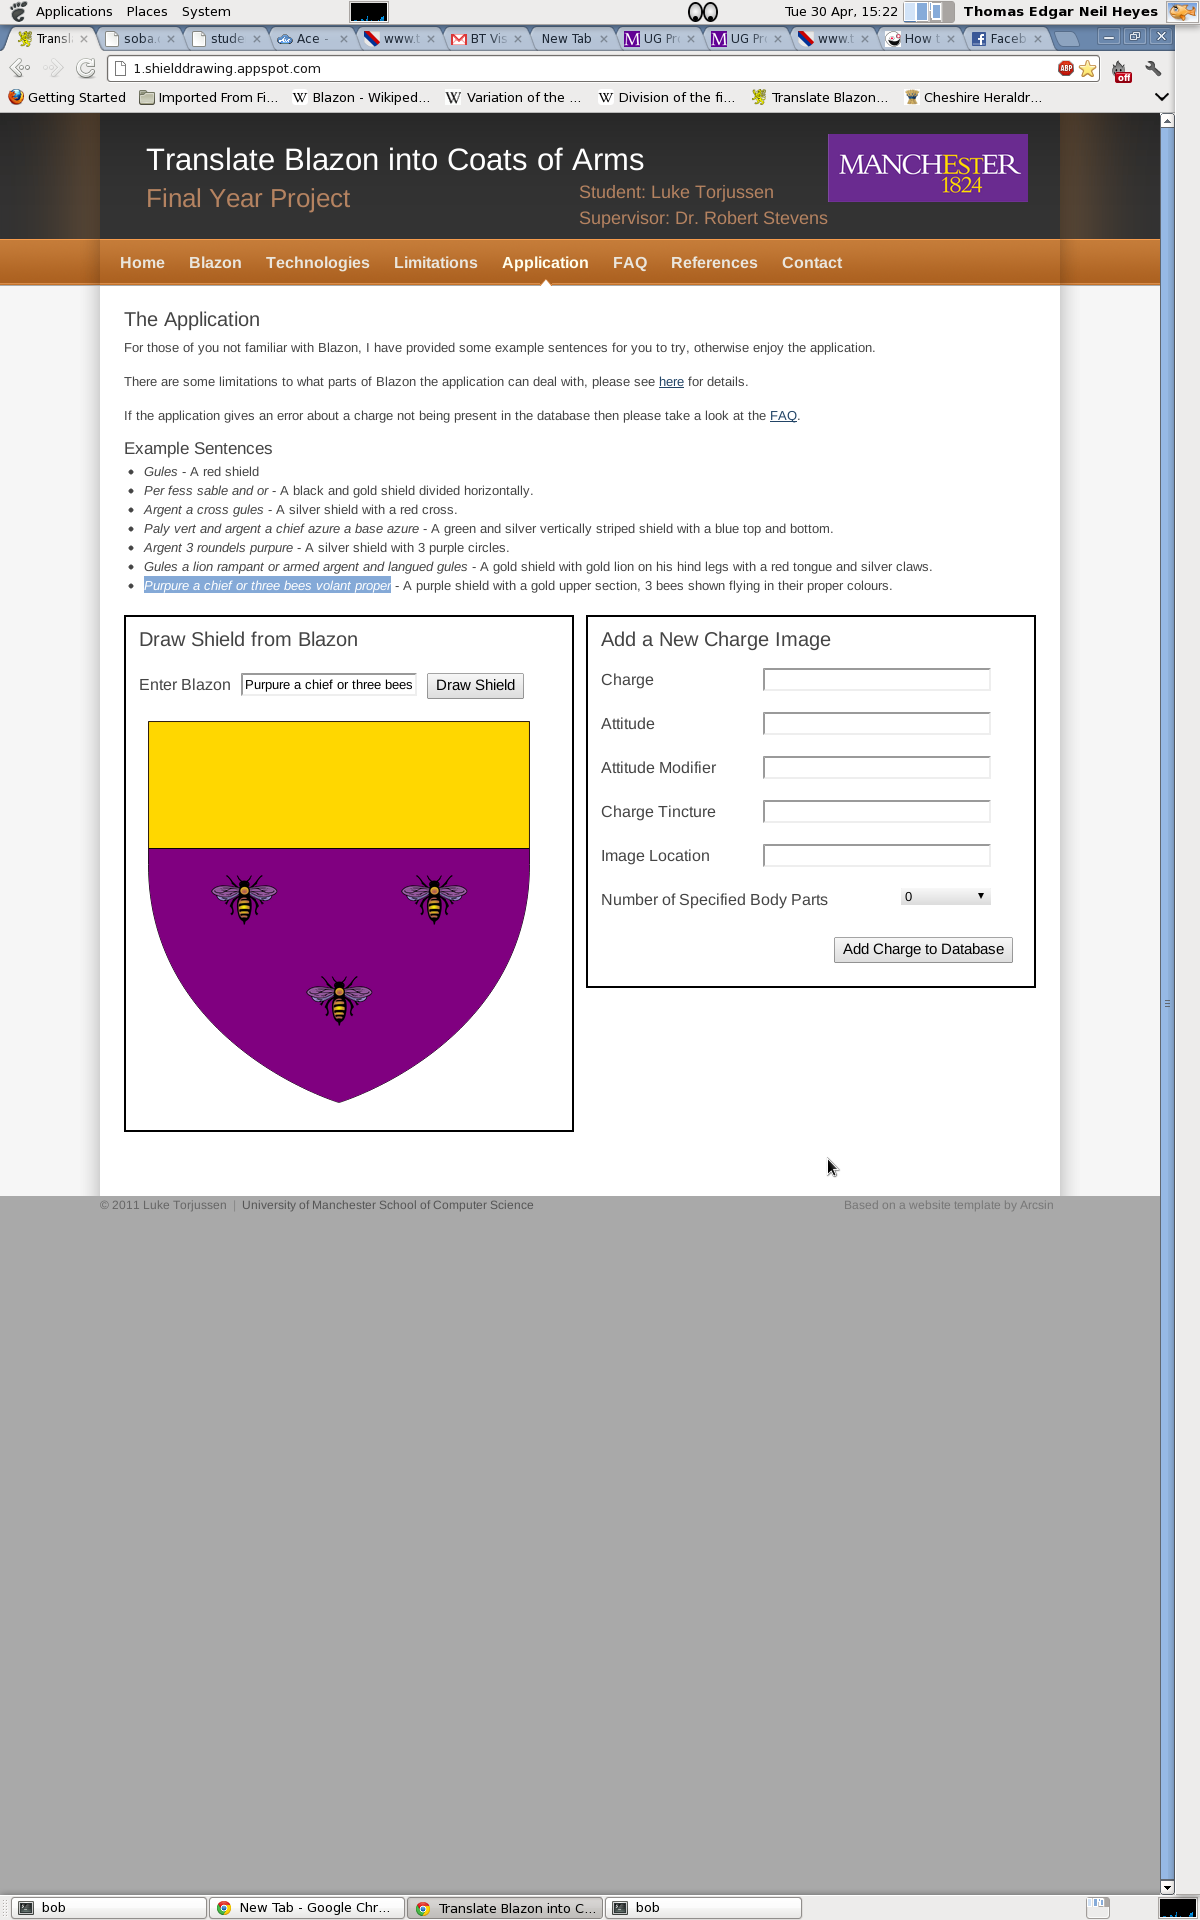 Applications Places System Tue 30 Apr, 15:22 Thomas Edgar Neil Heyes
Transl soba. stude Ace - www.t BT Vis New Tab UG Pr UG Pr www.t How t Faceb
1.shielddrawing.appspot.com ABP off
Getting Started Imported From Fi... W Blazon - Wikiped... W Variation of the ... W Division of the fi... Translate Blazon... Cheshire Heraldr...
Translate Blazon into Coats of Arms
Final Year Project
Student: Luke Torjussen
Supervisor: Dr. Robert Stevens
MANCHESTER
1824
Home Blazon Technologies Limitations Application FAQ References Contact
The Application
For those of you not familiar with Blazon, I have provided some example sentences for you to try, otherwise enjoy the application.
There are some limitations to what parts of Blazon the application can deal with, please see here for details.
If the application gives an error about a charge not being present in the database then please take a look at the FAQ.
Example Sentences
• Gules - A red shield
• Per fess sable and or - A black and gold shield divided horizontally.
• Argent a cross gules - A silver shield with a red cross.
• Paly vert and argent a chief azure a base azure - A green and silver vertically striped shield with a blue top and bottom.
• Argent 3 roundels purpure - A silver shield with 3 purple circles.
• Gules a lion rampant or armed argent and langued gules - A gold shield with gold lion on his hind legs with a red tongue and silver claws.
• Purpure a chief or three bees volant proper - A purple shield with a gold upper section, 3 bees shown flying in their proper colours.
Draw Shield from Blazon
Enter Blazon Purpure a chief or three bees Draw Shield
Add a New Charge Image
Charge
Attitude
Attitude Modifier
Charge Tincture
Image Location
Number of Specified Body Parts 0
Add Charge to Database
© 2011 Luke Torjussen | University of Manchester School of Computer Science Based on a website template by Arcsin
bob New Tab - Google Chr... Translate Blazon into C... bob